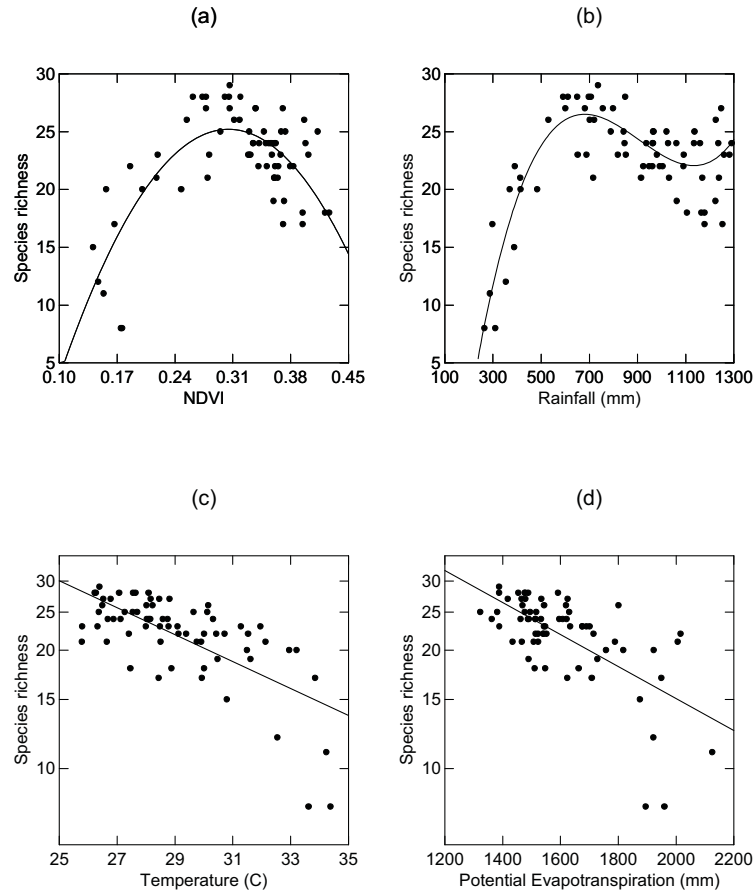 (a)
(b)
Species richness
30
25
20
15
10
5
0.10 0.17 0.24 0.31 0.38 0.45
NDVI
Species richness
30
25
20
15
10
5
100 300 500 700 900 1100 1300
Rainfall (mm)
(c)
(d)
Species richness
30
25
20
15
10
25 27 29 31 33 35
Temperature (C)
Species richness
30
25
20
15
10
1200 1400 1600 1800 2000 2200
Potential Evapotranspiration (mm)